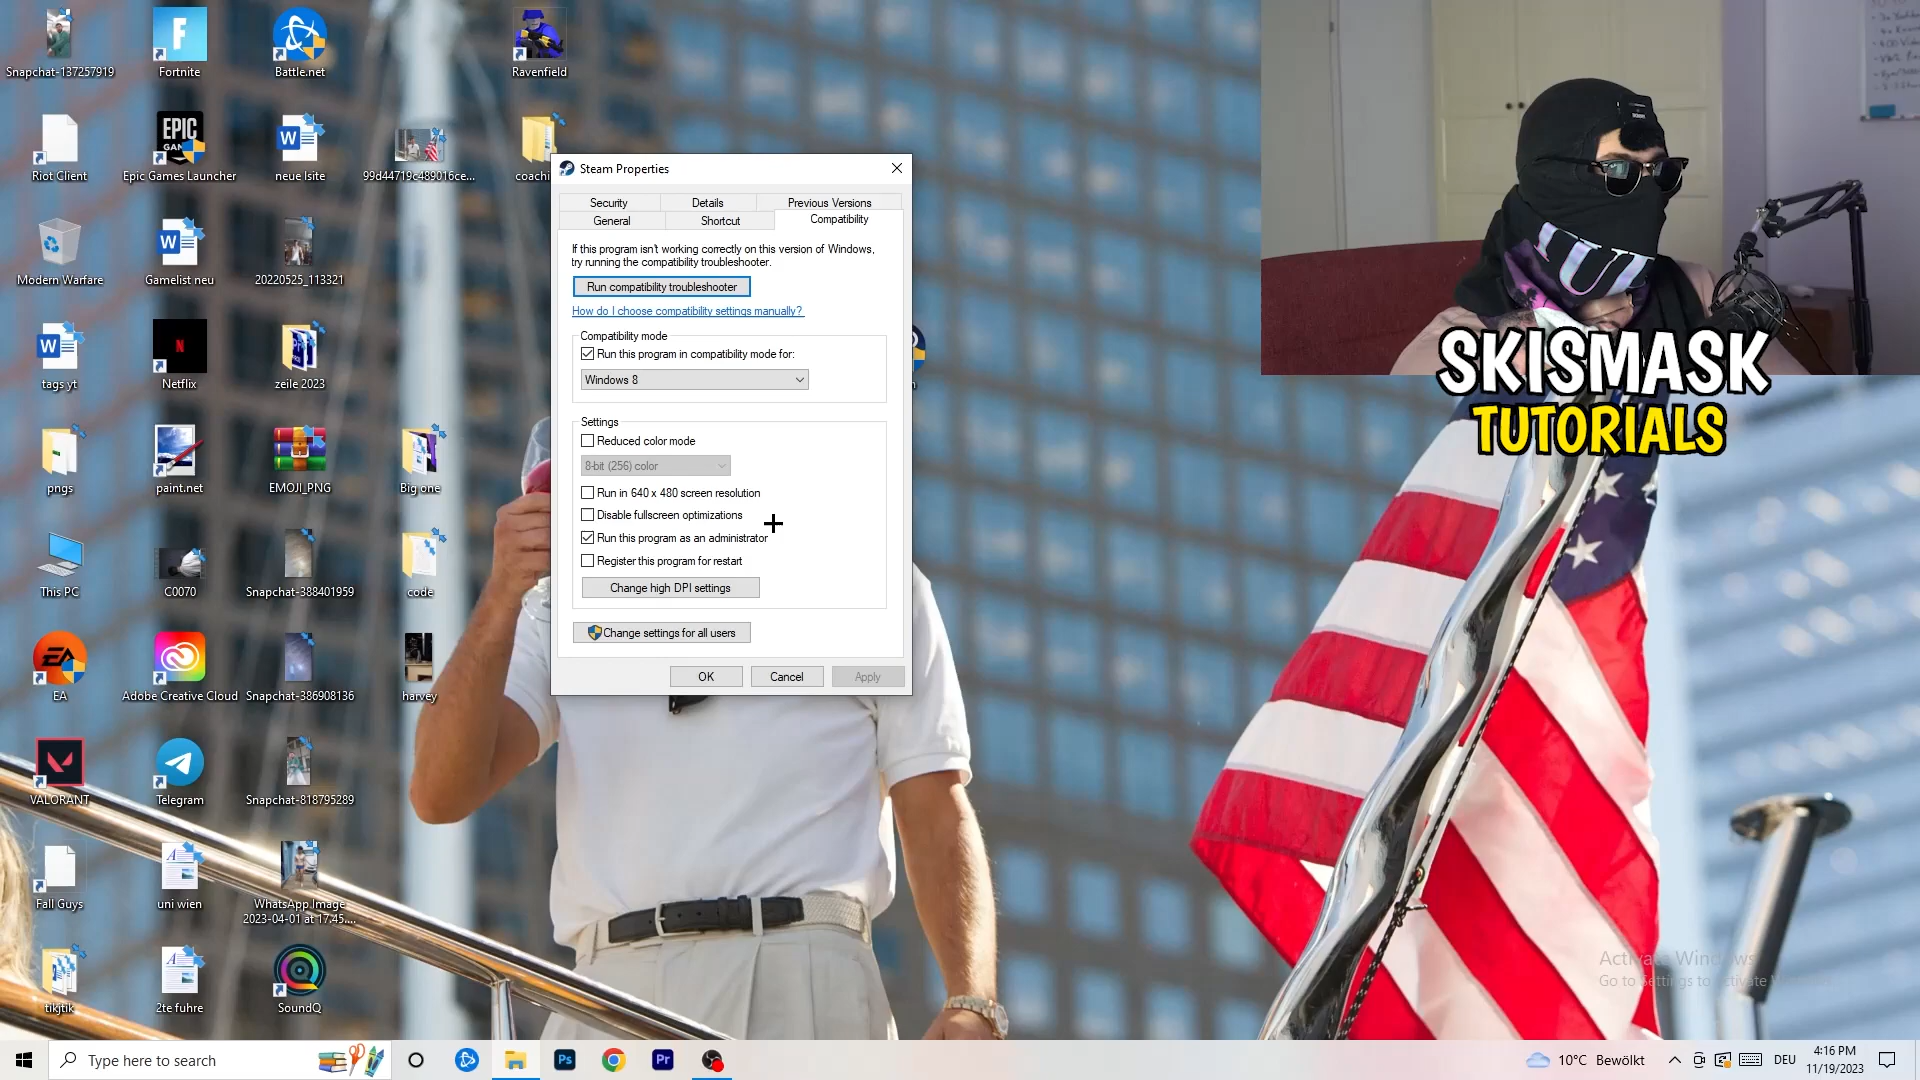 Snapchat-137257919
Fortnite
Battle.net
Ravenfield
Riot Client
EPIC
Epic Games Launcher
neue lsite
99d44719c489016ce...
coachi
Modern Warfare
Gamelist neu
20220525_113321
tags yt
Netflix
zeile 2023
pngs
paint.net
EMOJI_PNG
Big one
This PC
C0070
Snapchat-388401959
code
EA
Adobe Creative Cloud
Snapchat-386908136
harvey
VALORANT
Telegram
Snapchat-818795289
Fall Guys
uni wien
WhatsApp Image
2023-04-01 at 17.45....
tiktjik
2te fuhre
SoundQ
Steam Properties
Security
Details
Previous Versions
General
Shortcut
Compatibility
If this program isn't working correctly on this version of Windows,
try running the compatibility troubleshooter.
Run compatibility troubleshooter
How do I choose compatibility settings manually?
Compatibility mode
Run this program in compatibility mode for:
Windows 8
Settings
Reduced color mode
8-bit (256) color
Run in 640 x 480 screen resolution
Disable fullscreen optimizations
Run this program as an administrator
Register this program for restart
Change high DPI settings
Change settings for all users
OK
Cancel
Apply
SKISMASK
TUTORIALS
Activate Windows
Go to Settings to activate
Type here to search
Ps
Pr
10°C Bewölkt
DEU
4:16 PM
11/19/2023